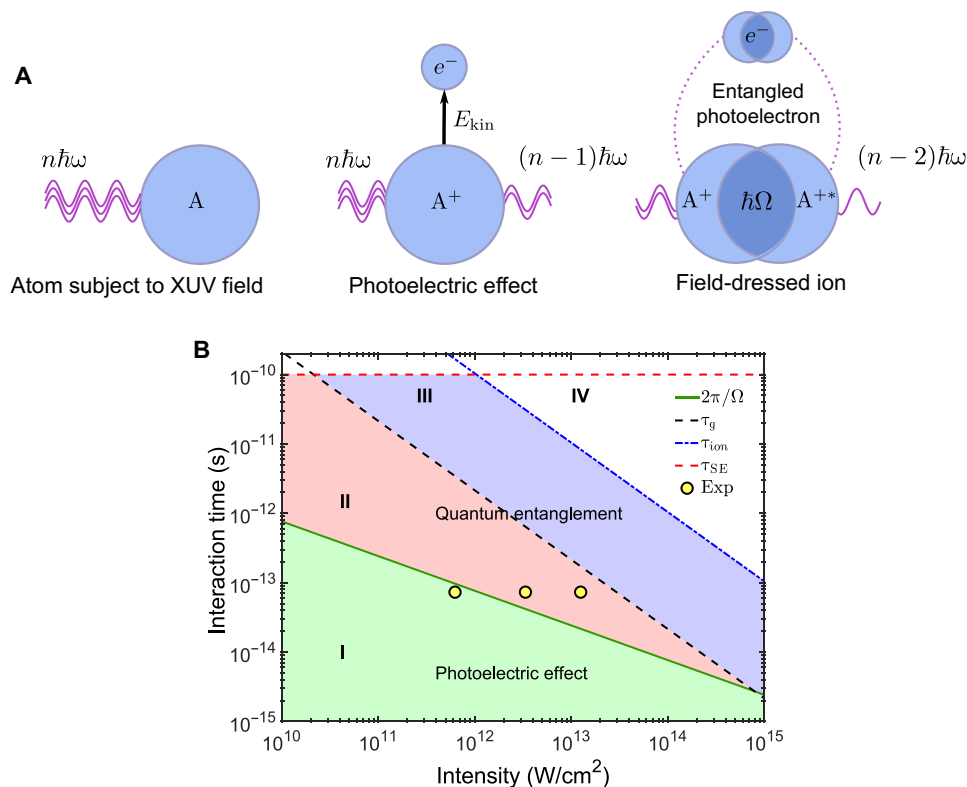 A
nħω
A
Atom subject to XUV field
e⁻
E_kin
nħω
(n − 1)ħω
A⁺
Photoelectric effect
e⁻
Entangled
photoelectron
(n − 2)ħω
A⁺
ħΩ
A⁺*
Field-dressed ion
B
Interaction time (s)
10⁻¹⁰
10⁻¹¹
10⁻¹²
10⁻¹³
10⁻¹⁴
10⁻¹⁵
III
IV
II
I
Quantum entanglement
Photoelectric effect
2π/Ω
τ_g
τ_ion
τ_SE
Exp
10¹⁰
10¹¹
10¹²
10¹³
10¹⁴
10¹⁵
Intensity (W/cm²)